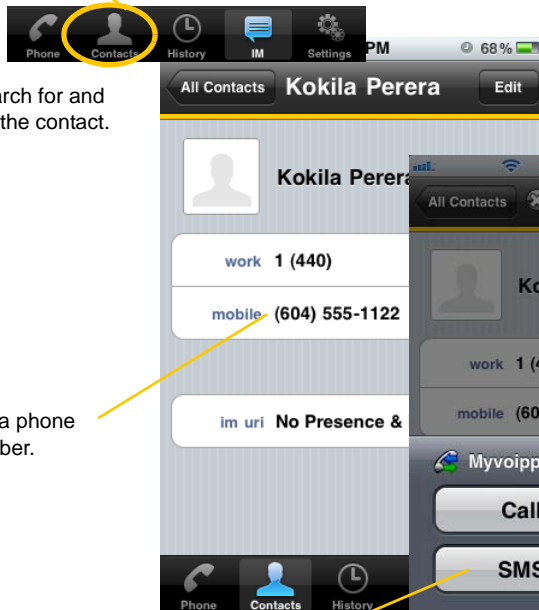 Phone Contacts History IM Settings
PM 68%
All Contacts Kokila Perera Edit
arch for and
the contact.
Kokila Perera
All Contacts
work 1 (440)
mobile (604) 555-1122
Ko
work 1 (4
mobile (60
a phone
ber.
im uri No Presence &
Myvoipp
Call
SMS
Phone Contacts History